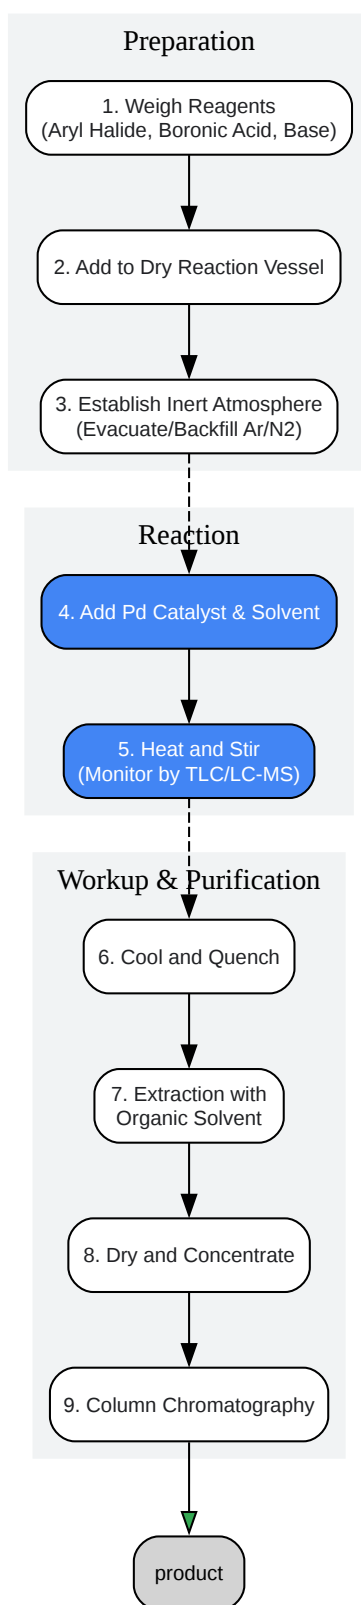 Preparation
1. Weigh Reagents
(Aryl Halide, Boronic Acid, Base)
2. Add to Dry Reaction Vessel
3. Establish Inert Atmosphere
(Evacuate/Backfill Ar/N2)
Reaction
4. Add Pd Catalyst & Solvent
5. Heat and Stir
(Monitor by TLC/LC-MS)
Workup & Purification
6. Cool and Quench
7. Extraction with
Organic Solvent
8. Dry and Concentrate
9. Column Chromatography
product